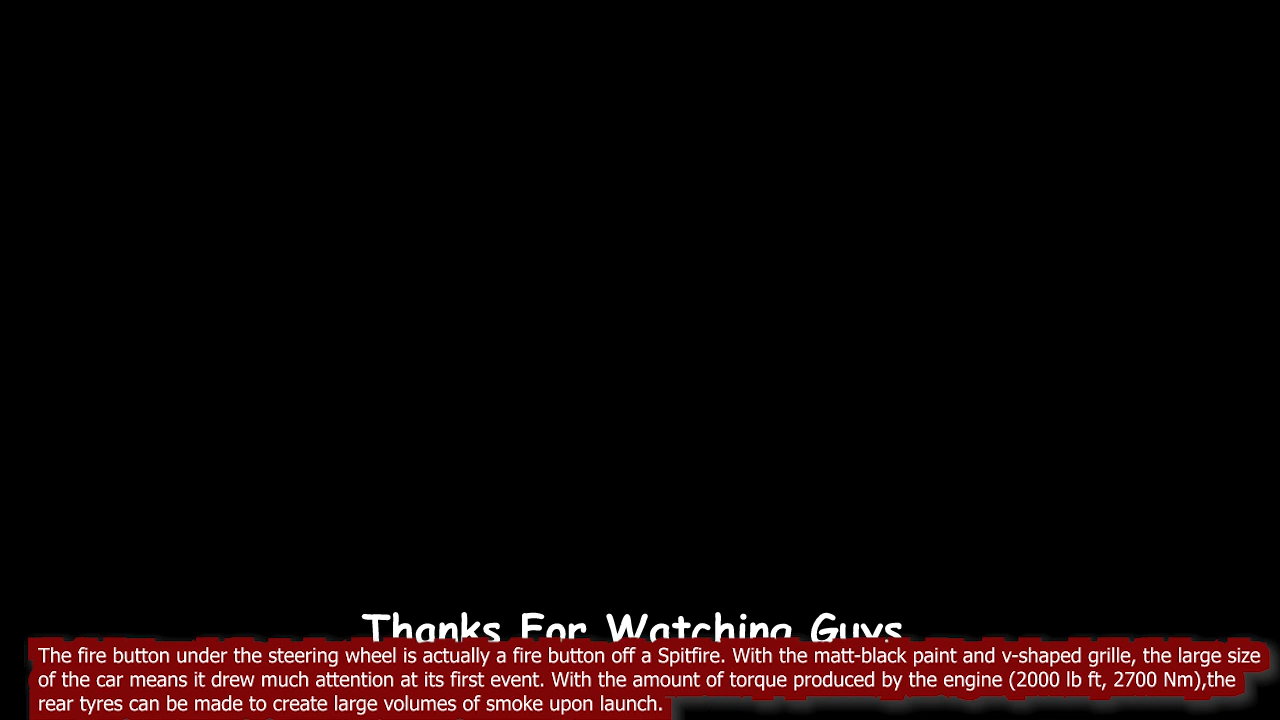 Thanks For Watching Guys
The fire button under the steering wheel is actually a fire button off a Spitfire. With the matt-black paint and v-shaped grille, the large size
of the car means it drew much attention at its first event. With the amount of torque produced by the engine (2000 lb ft, 2700 Nm),the
rear tyres can be made to create large volumes of smoke upon launch.